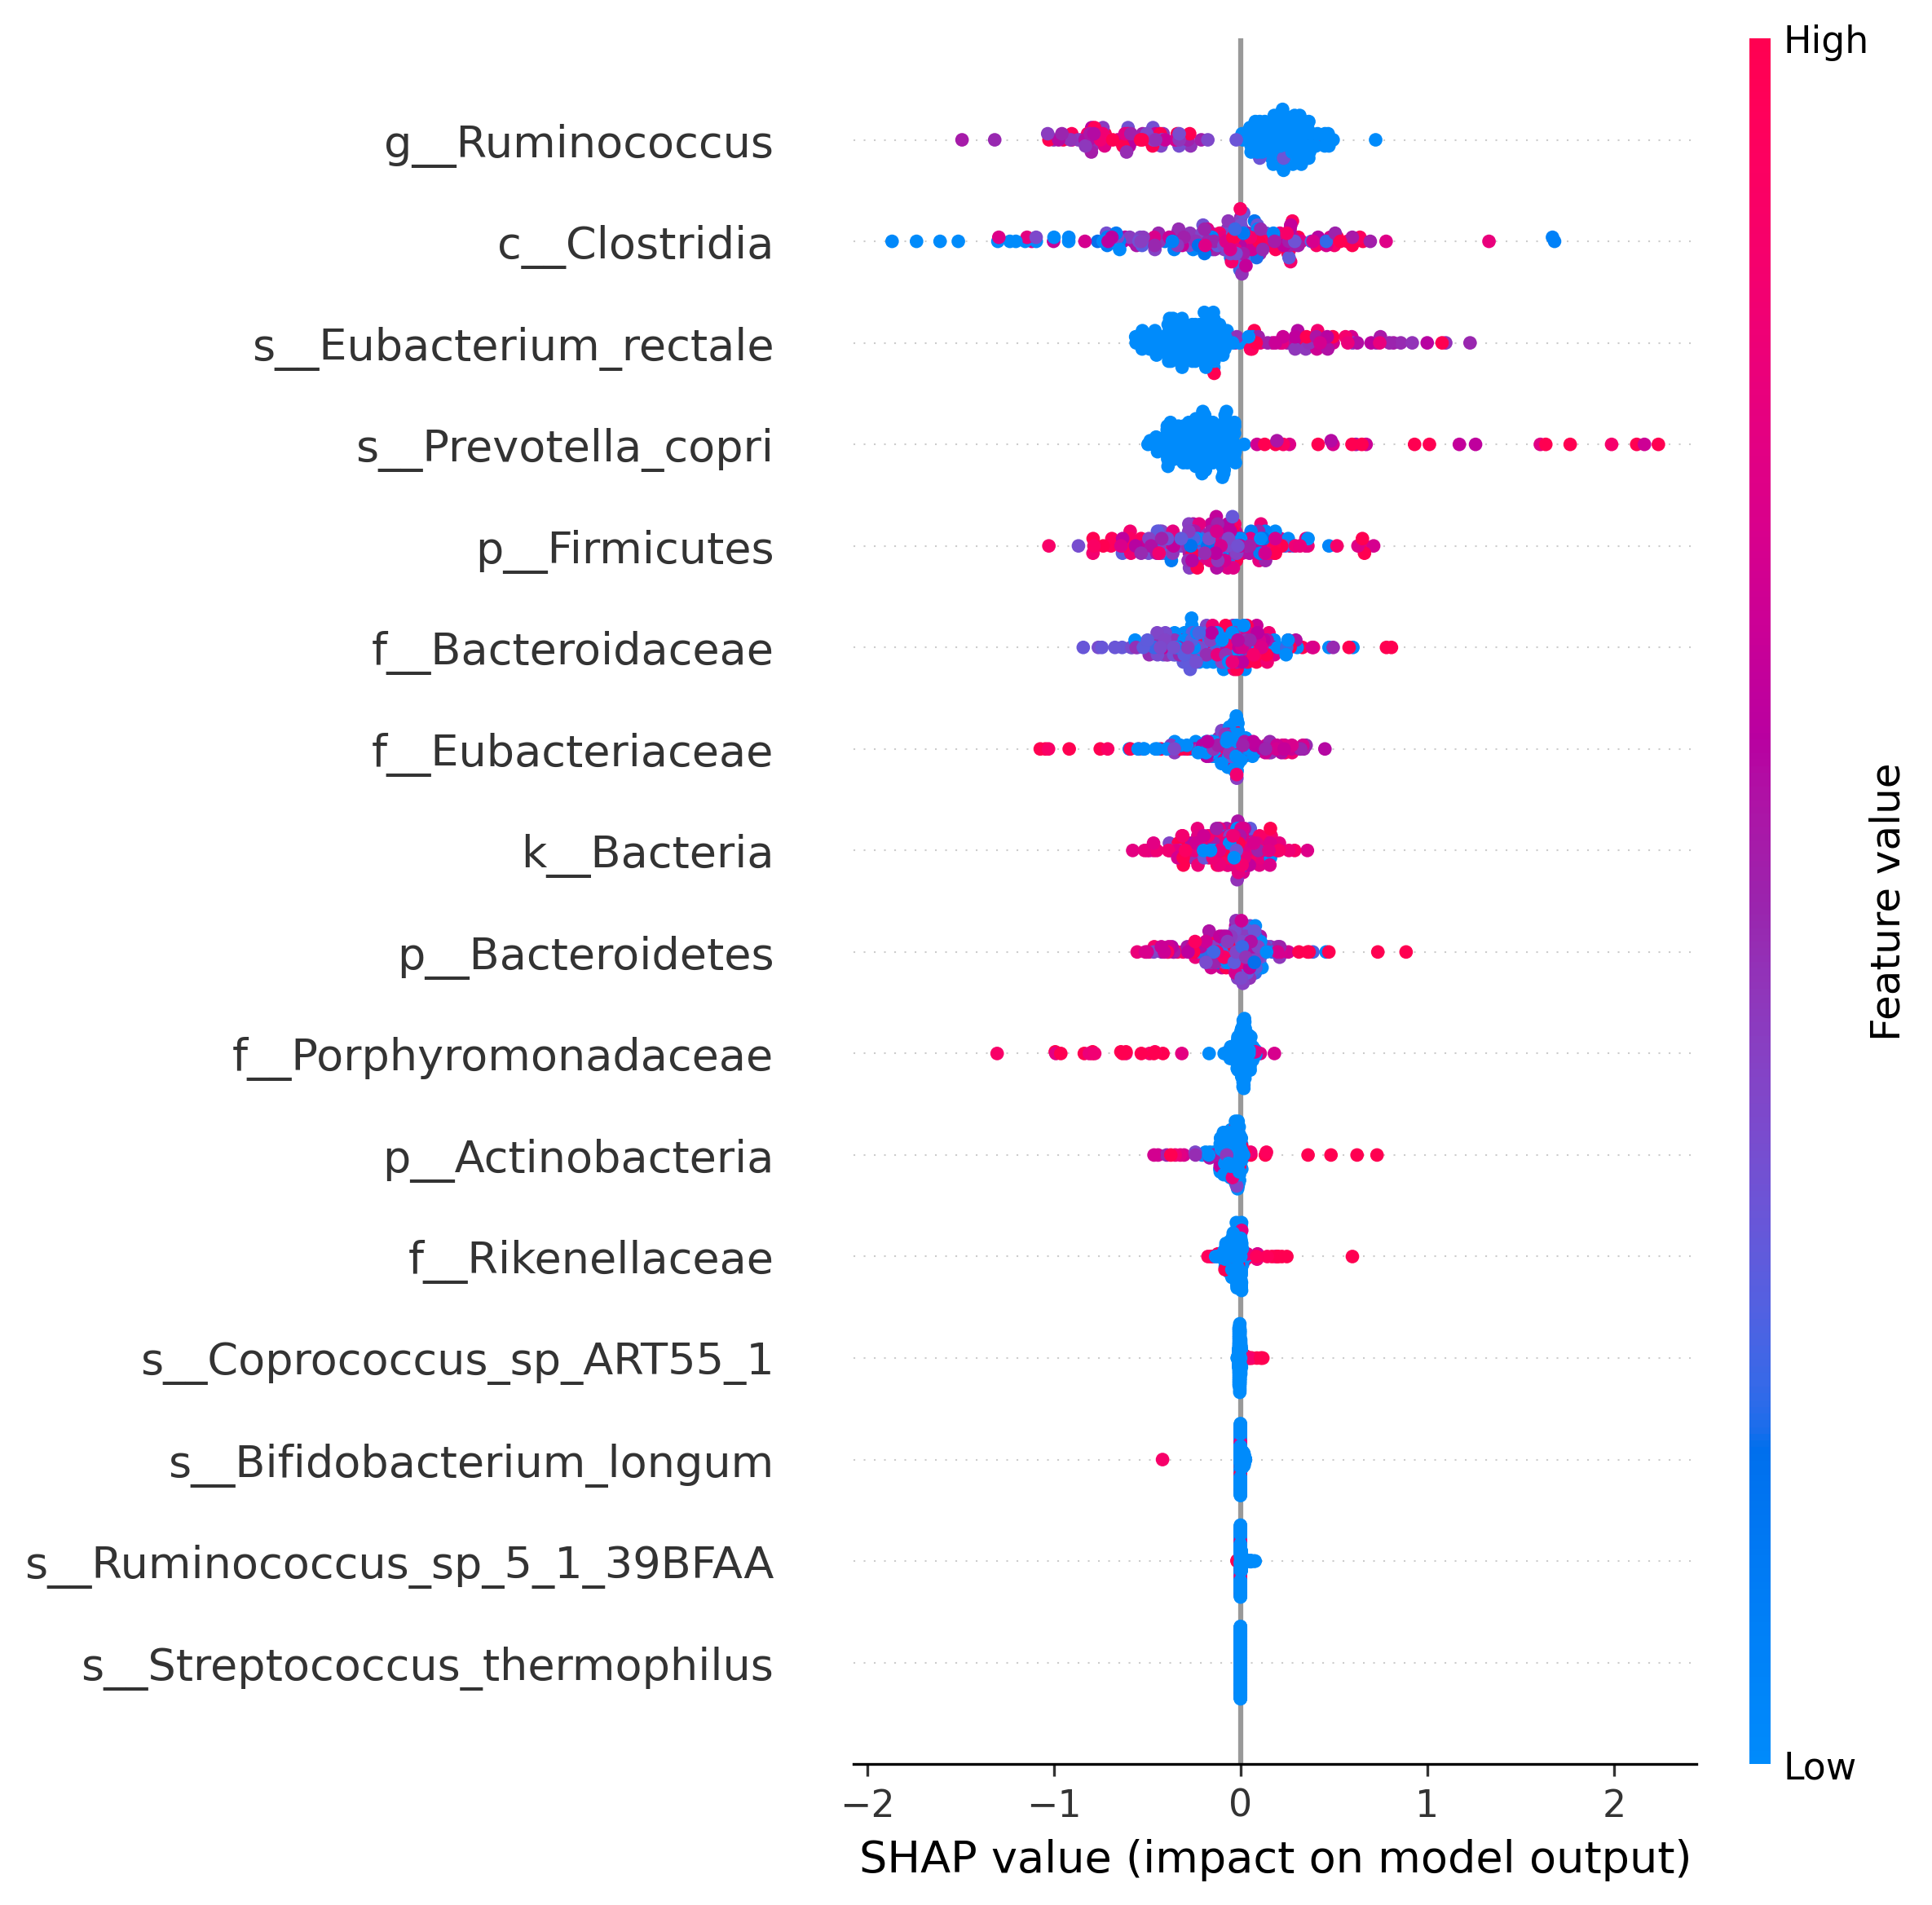 High
g__Ruminococcus
c__Clostridia
s__Eubacterium_rectale
s__Prevotella_copri
p__Firmicutes
f__Bacteroidaceae
f__Eubacteriaceae
k__Bacteria
p__Bacteroidetes
f__Porphyromonadaceae
p__Actinobacteria
f__Rikenellaceae
s__Coprococcus_sp_ART55_1
s__Bifidobacterium_longum
s__Ruminococcus_sp_5_1_39BFAA
s__Streptococcus_thermophilus
Feature value
Low
−2 −1 0 1 2
SHAP value (impact on model output)